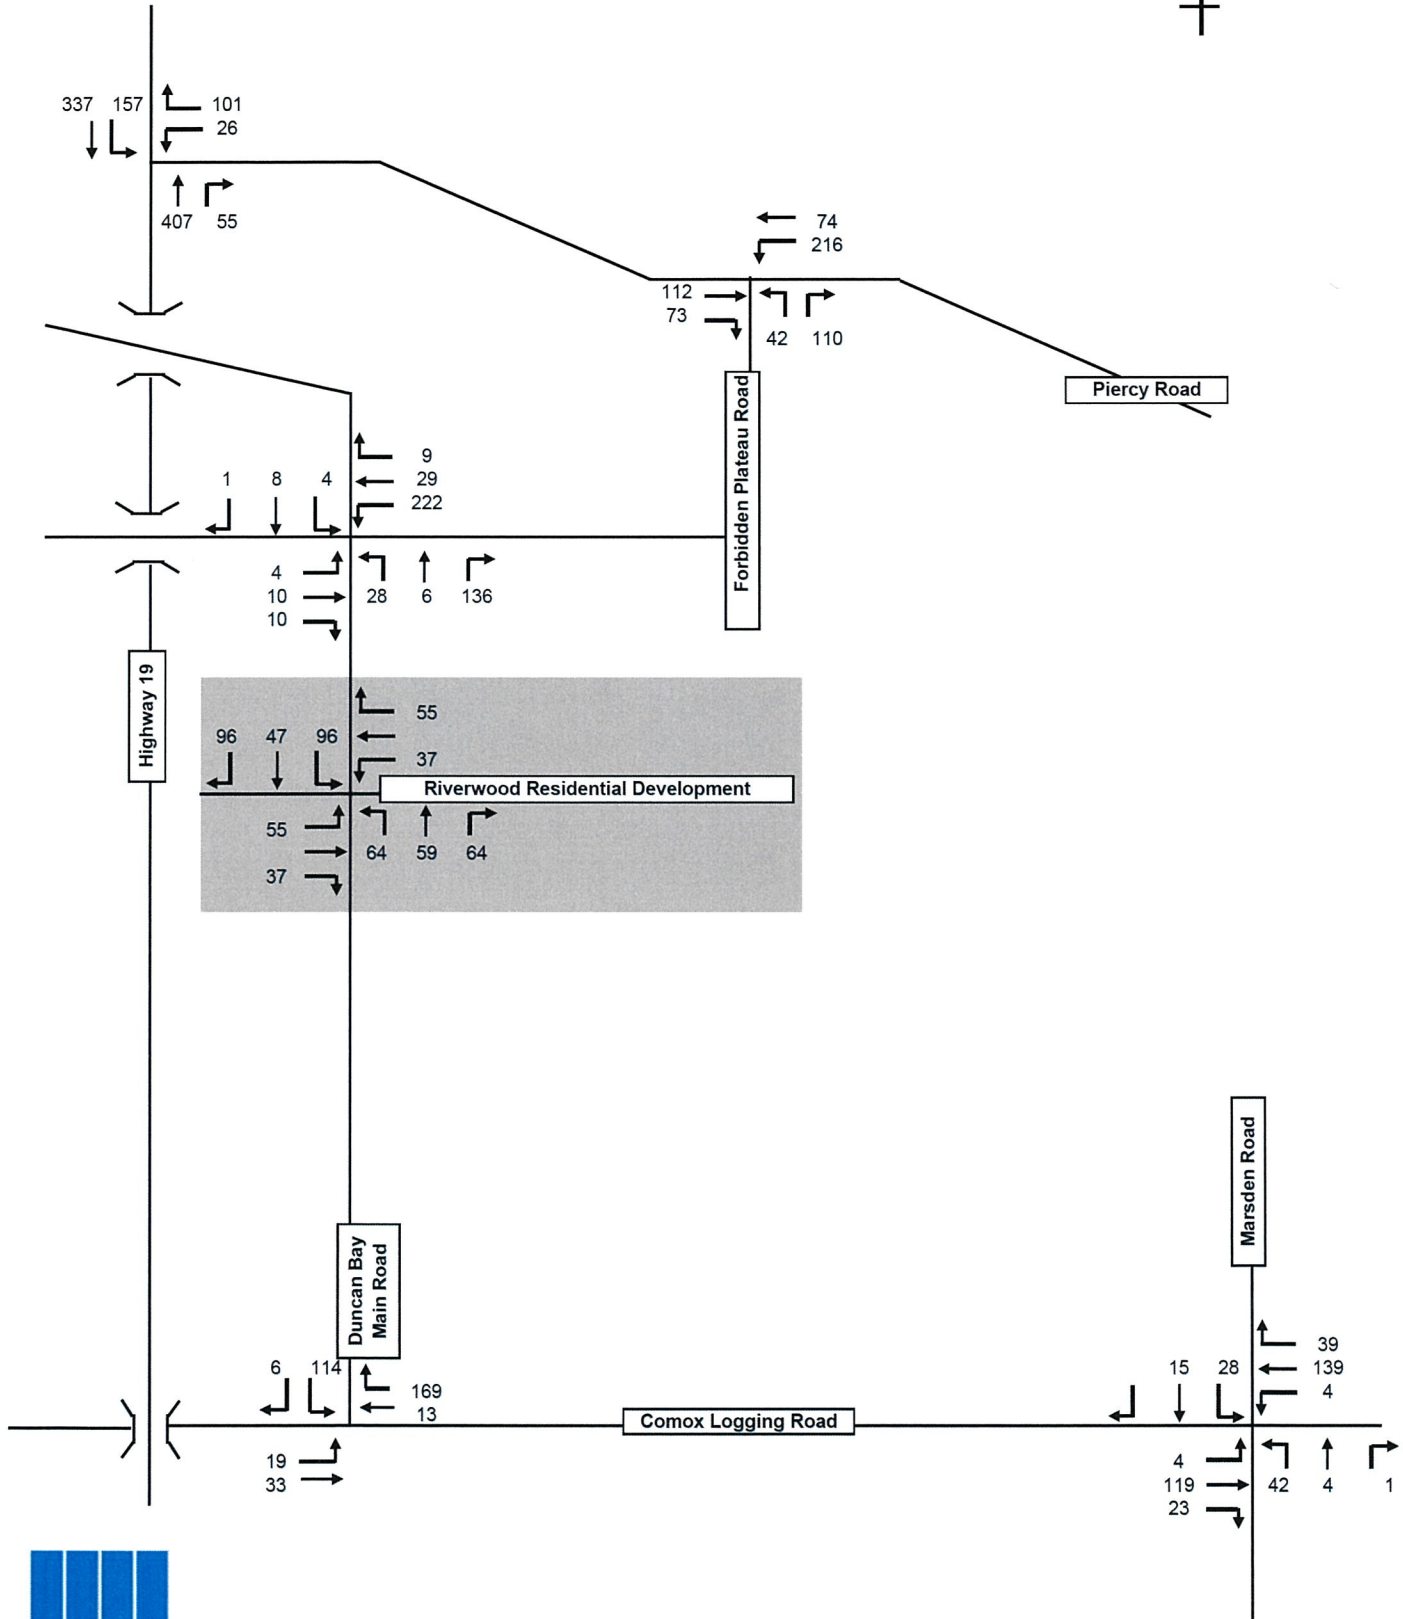 337 157 101
26
407 55
74
216
112
73
42 110
Piercy Road
Forbidden Plateau Road
9
1 8 4 29
222
4
10 28 6 136
10
Highway 19
55
96 47 96
37
Riverwood Residential Development
55
64 59 64
37
Marsden Road
Duncan Bay
Main Road
39
6 114 15 28 139
169 4
13
Comox Logging Road
19 4
33 119 42 4 1
23